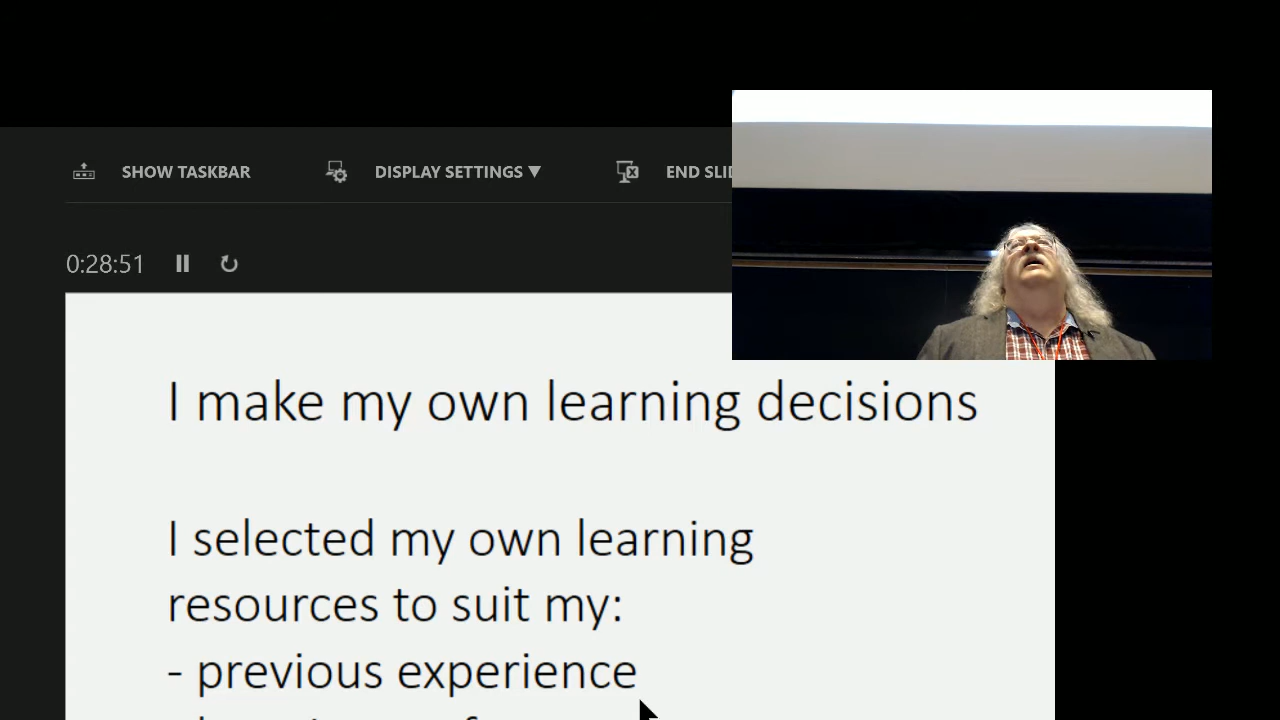 SHOW TASKBAR
DISPLAY SETTINGS ▼
END
0:28:51
I make my own learning decisions
I selected my own learning
resources to suit my:
- previous experience